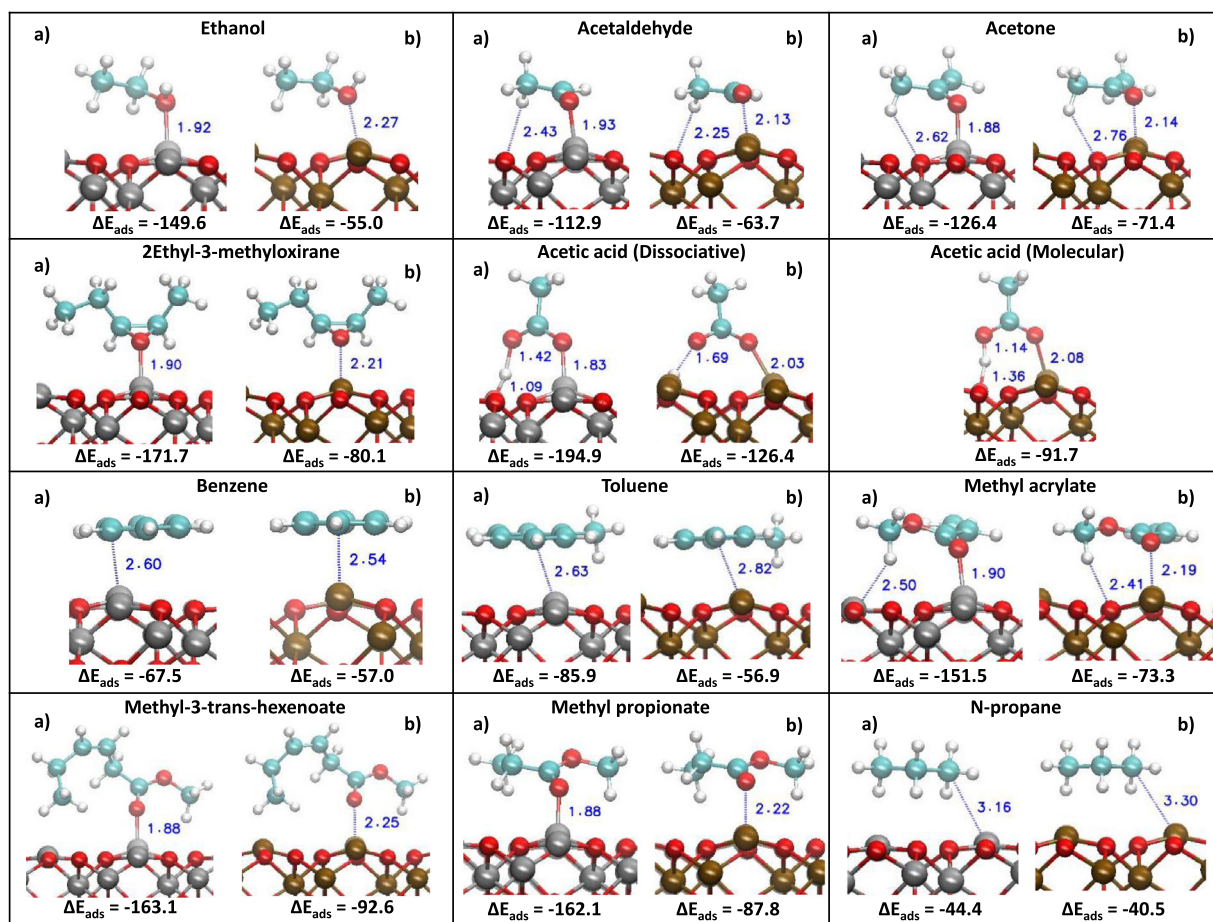 Ethanol
a)
b)
1.92
2.27
ΔEads = -149.6
ΔEads = -55.0
Acetaldehyde
a)
b)
2.43
1.93
2.25
2.13
ΔEads = -112.9
ΔEads = -63.7
Acetone
a)
b)
2.62
1.88
2.76
2.14
ΔEads = -126.4
ΔEads = -71.4
2Ethyl-3-methyloxirane
a)
b)
1.90
2.21
ΔEads = -171.7
ΔEads = -80.1
Acetic acid (Dissociative)
a)
b)
1.42
1.83
1.09
1.69
2.03
ΔEads = -194.9
ΔEads = -126.4
Acetic acid (Molecular)
1.14
2.08
1.36
ΔEads = -91.7
Benzene
a)
b)
2.60
2.54
ΔEads = -67.5
ΔEads = -57.0
Toluene
a)
b)
2.63
2.82
ΔEads = -85.9
ΔEads = -56.9
Methyl acrylate
a)
b)
2.50
1.90
2.41
2.19
ΔEads = -151.5
ΔEads = -73.3
Methyl-3-trans-hexenoate
a)
b)
1.88
2.25
ΔEads = -163.1
ΔEads = -92.6
Methyl propionate
a)
b)
1.88
2.22
ΔEads = -162.1
ΔEads = -87.8
N-propane
a)
b)
3.16
3.30
ΔEads = -44.4
ΔEads = -40.5